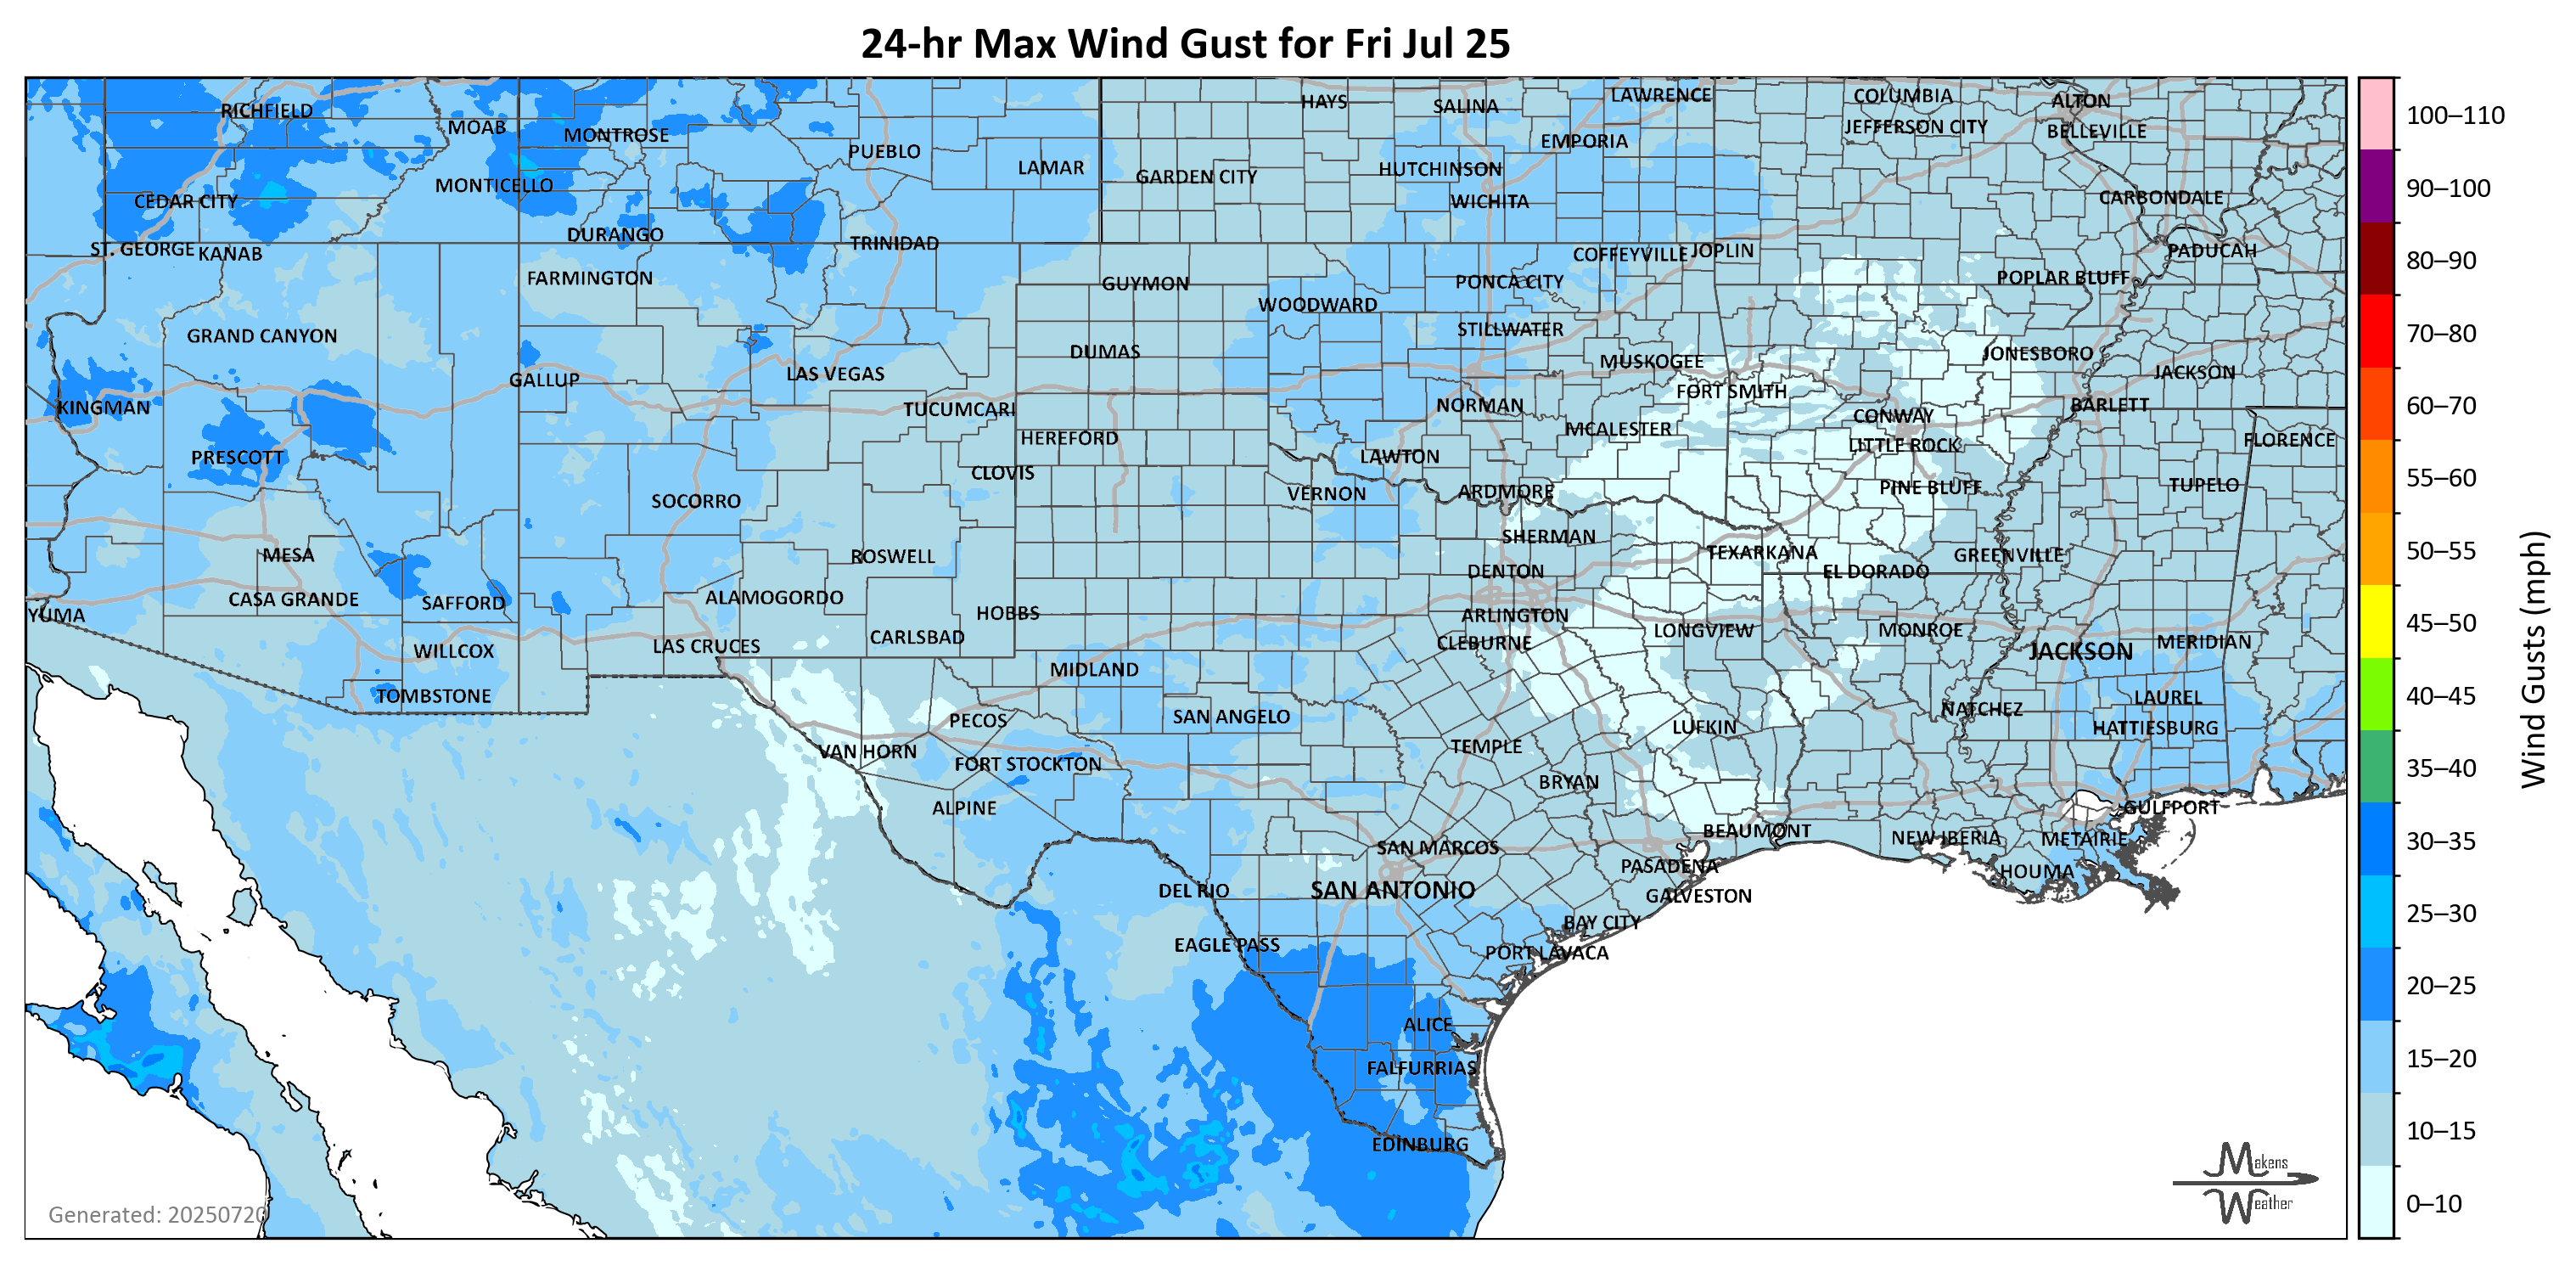 24-hr Max Wind Gust for Fri Jul 25
HAYS
SALINA
LAWRENCE
COLUMBIA
ALTON
RICHFIELD
MOAB
MONTROSE
PUEBLO
EMPORIA
JEFFERSON CITY
BELLEVILLE
LAMAR
GARDEN CITY
HUTCHINSON
MONTICELLO
CEDAR CITY
WICHITA
CARBONDALE
DURANGO
TRINIDAD
ST. GEORGE
KANAB
COFFEYVILLE
JOPLIN
PADUCAH
FARMINGTON
GUYMON
PONCA CITY
POPLAR BLUFF
WOODWARD
GRAND CANYON
STILLWATER
DUMAS
MUSKOGEE
JONESBORO
GALLUP
LAS VEGAS
FORT SMITH
JACKSON
KINGMAN
TUCUMCARI
NORMAN
CONWAY
BARLETT
HEREFORD
MCALESTER
LITTLE ROCK
FLORENCE
PRESCOTT
CLOVIS
LAWTON
SOCORRO
VERNON
ARDMORE
PINE BLUFF
TUPELO
MESA
ROSWELL
SHERMAN
TEXARKANA
GREENVILLE
DENTON
EL DORADO
CASA GRANDE
SAFFORD
ALAMOGORDO
YUMA
HOBBS
ARLINGTON
WILLCOX
LAS CRUCES
CARLSBAD
CLEBURNE
LONGVIEW
MONROE
JACKSON
MERIDIAN
MIDLAND
TOMBSTONE
PECOS
SAN ANGELO
LUFKIN
NATCHEZ
LAUREL
HATTIESBURG
VAN HORN
FORT STOCKTON
TEMPLE
BRYAN
ALPINE
GULFPORT
SAN MARCOS
BEAUMONT
NEW IBERIA
METAIRIE
DEL RIO
SAN ANTONIO
PASADENA
HOUMA
GALVESTON
EAGLE PASS
BAY CITY
PORT LAVACA
ALICE
FALFURRIAS
EDINBURG
Generated: 20250720
Makens
Weather
100–110
90–100
80–90
70–80
60–70
55–60
50–55
45–50
40–45
35–40
30–35
25–30
20–25
15–20
10–15
0–10
Wind Gusts (mph)